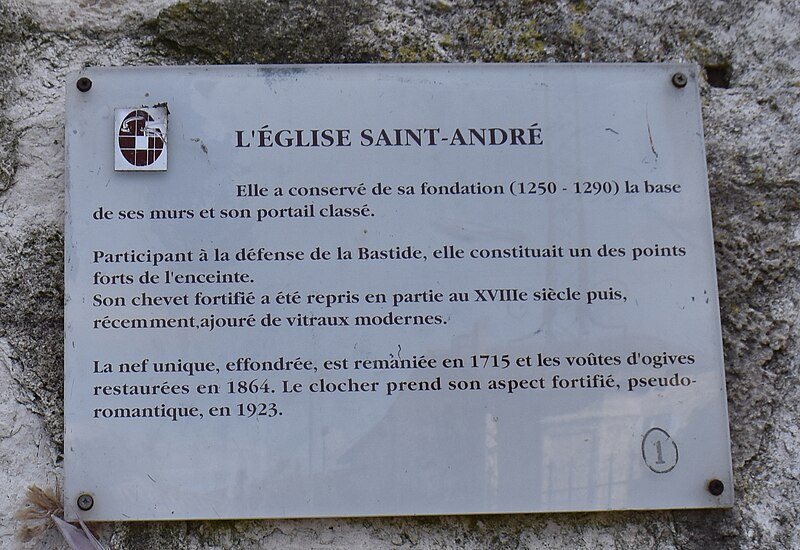 L'ÉGLISE SAINT-ANDRÉ
Elle a conservé de sa fondation (1250 - 1290) la base
de ses murs et son portail classé.
Participant à la défense de la Bastide, elle constituait un des points
forts de l'enceinte.
Son chevet fortifié a été repris en partie au XVIIIe siècle puis,
récemment,ajouré de vitraux modernes.
La nef unique, effondrée, est remaniée en 1715 et les voûtes d'ogives
restaurées en 1864. Le clocher prend son aspect fortifié, pseudo-
romantique, en 1923.
1